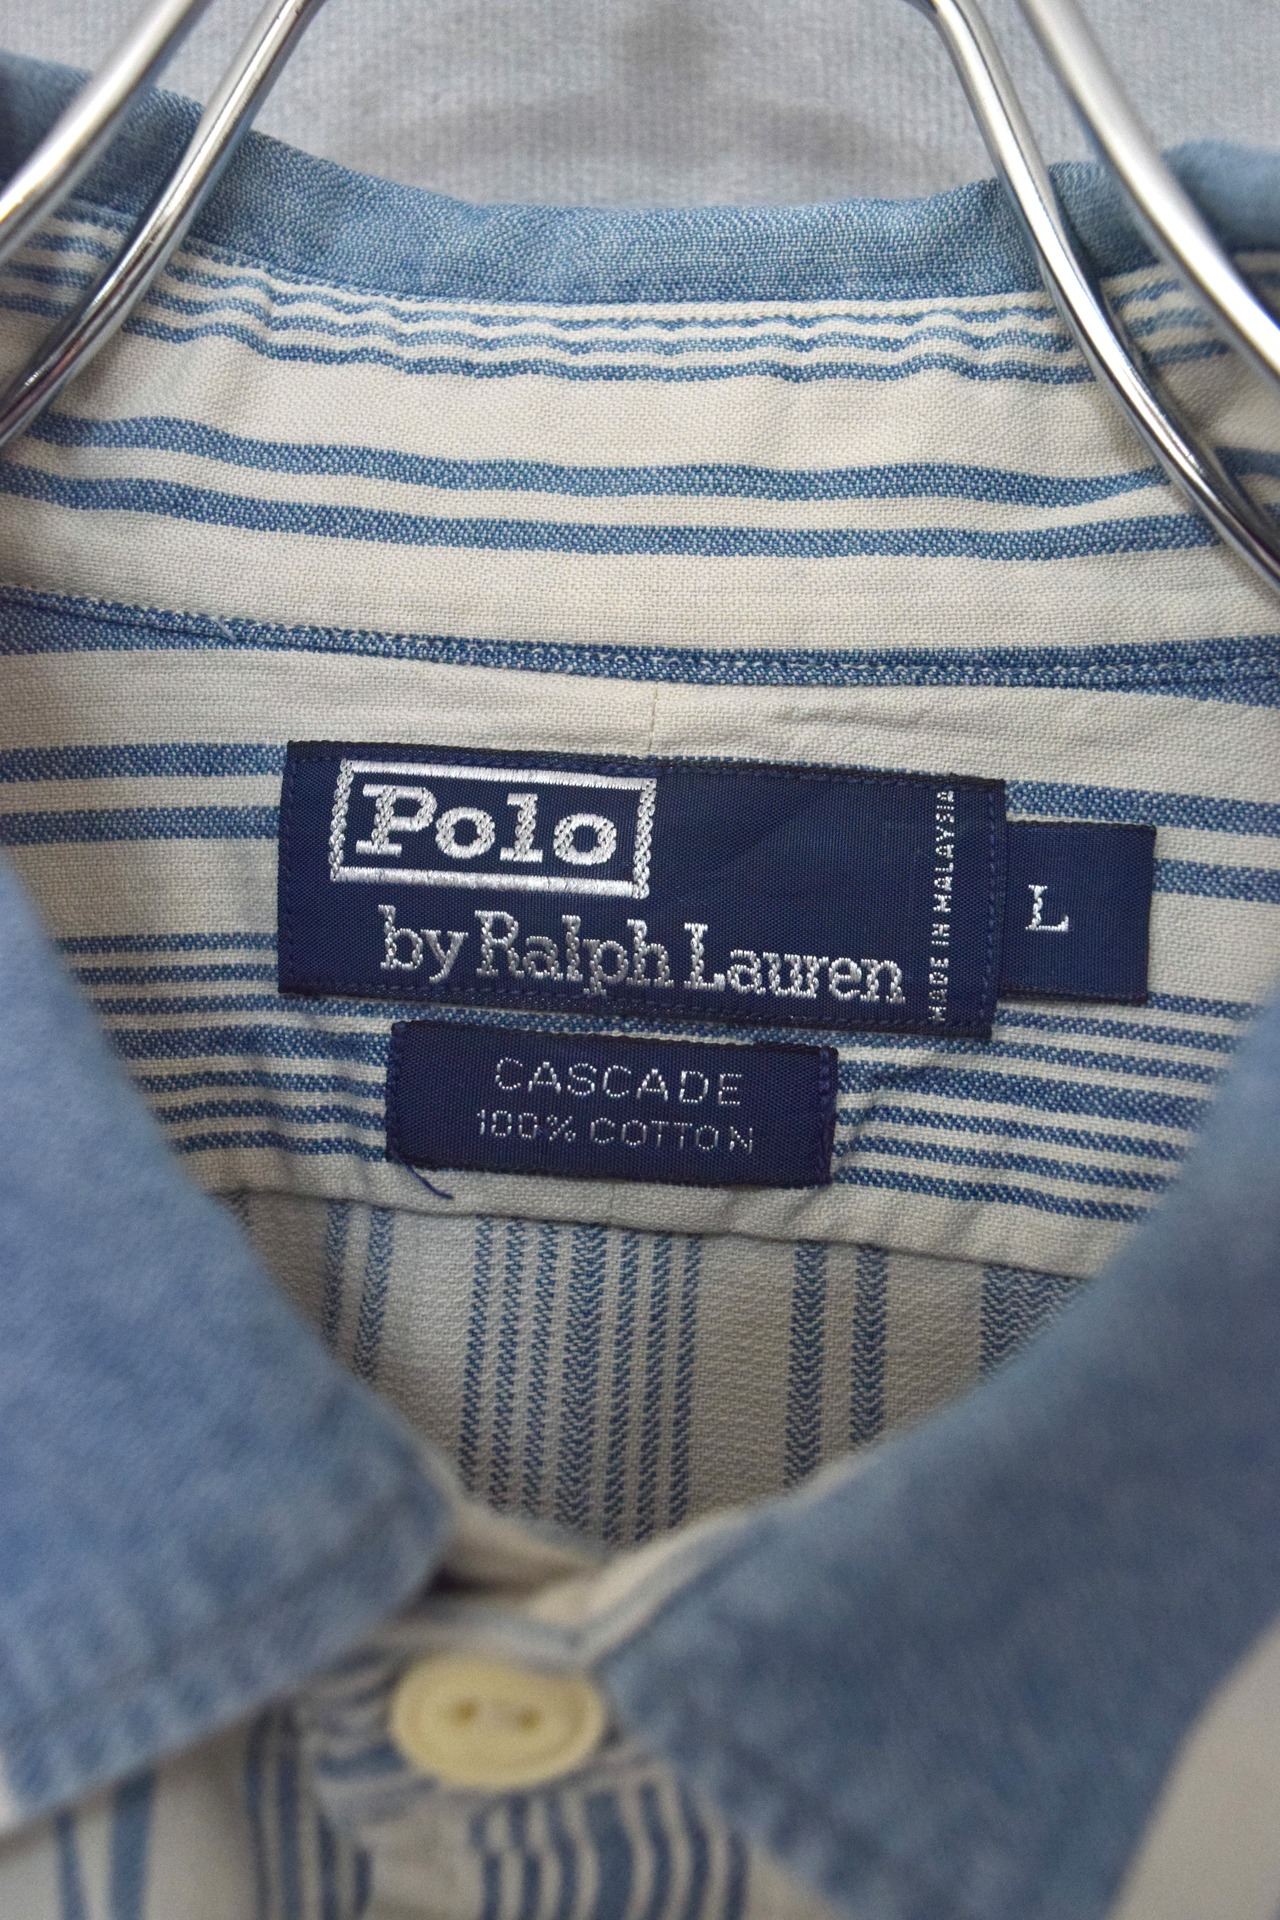 Polo
by Ralph Lauren
MADE IN MALAYSIA
L
CASCADE
100% COTTON